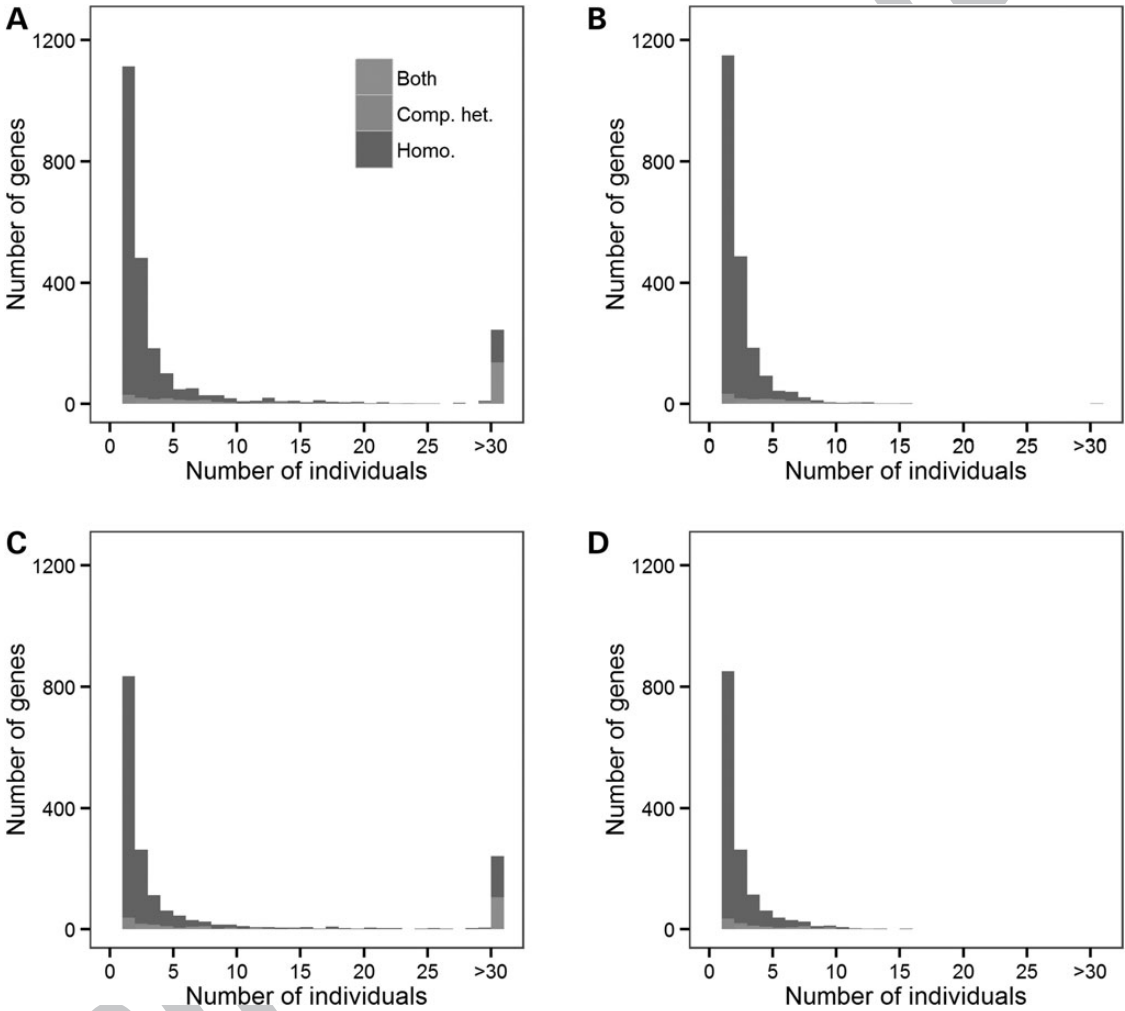 A
Number of genes
1200
800
400
0
Both
Comp. het.
Homo.
0 5 10 15 20 25 >30
Number of individuals
B
Number of genes
1200
800
400
0
0 5 10 15 20 25 >30
Number of individuals
C
Number of genes
1200
800
400
0
0 5 10 15 20 25 >30
Number of individuals
D
Number of genes
1200
800
400
0
0 5 10 15 20 25 >30
Number of individuals